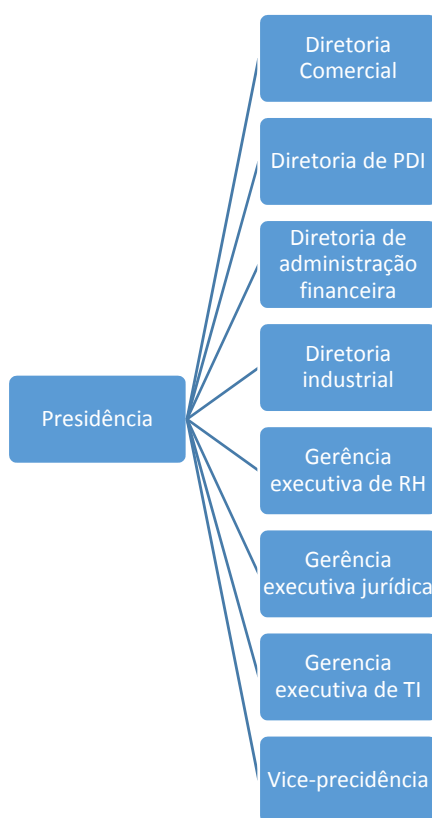 Diretoria
Comercial
Diretoria de PDI
Diretoria de
administração
financeira
Diretoria
industrial
Presidência
Gerência
executiva de RH
Gerência
executiva jurídica
Gerencia
executiva de TI
Vice-precidência